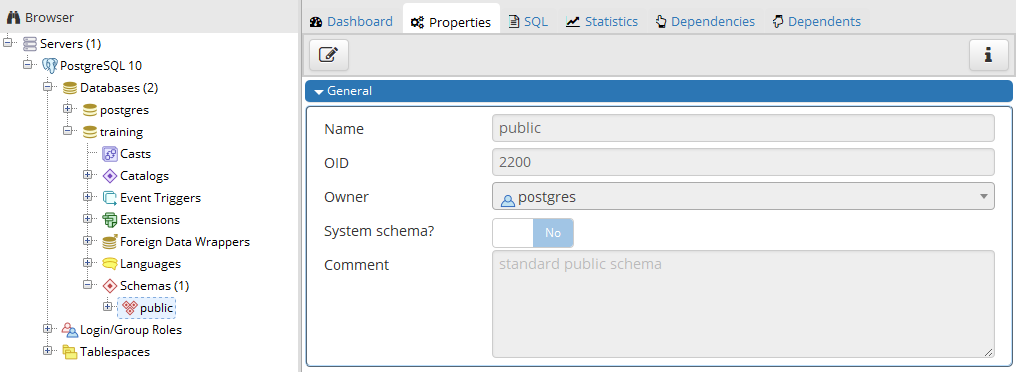 Browser
Servers (1)
PostgreSQL 10
Databases (2)
postgres
training
Casts
Catalogs
Event Triggers
Extensions
Foreign Data Wrappers
Languages
Schemas (1)
public
Login/Group Roles
Tablespaces
Dashboard Properties SQL Statistics Dependencies Dependents
General
Name public
OID 2200
Owner postgres
System schema? No
Comment standard public schema